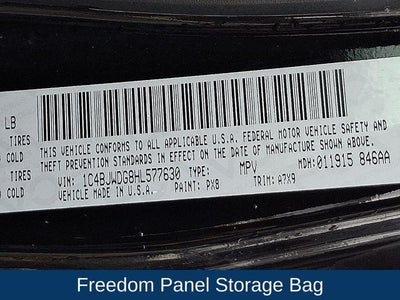 LB
TIRES
COLD
TIRES
COLD
THIS VEHICLE CONFORMS TO ALL APPLICABLE U.S.A. FEDERAL MOTOR VEHICLE SAFETY AND
THEFT PREVENTION STANDARDS IN EFFECT ON THE DATE OF MANUFACTURE SHOWN ABOVE.
VIN: 1C4BJWDG8HL577630 TYPE: MPV MDH: 011915 846AA
VEHICLE MADE IN U.S.A. PAINT: PX8 TRIM: A7X9
Freedom Panel Storage Bag